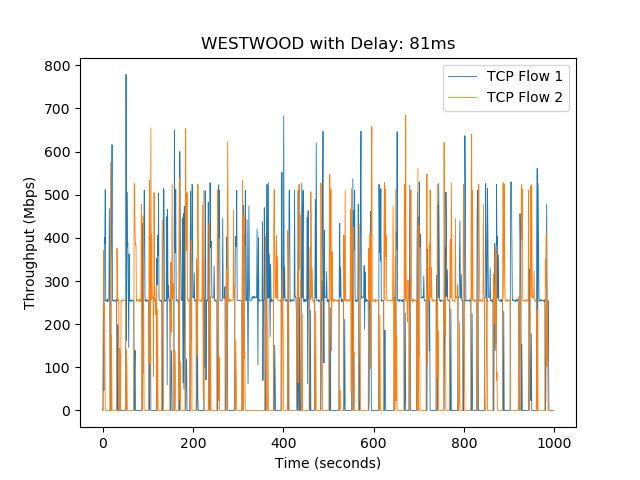 WESTWOOD with Delay: 81ms
TCP Flow 1
TCP Flow 2
800
700
600
500
400
300
200
100
0
Throughput (Mbps)
0 200 400 600 800 1000
Time (seconds)